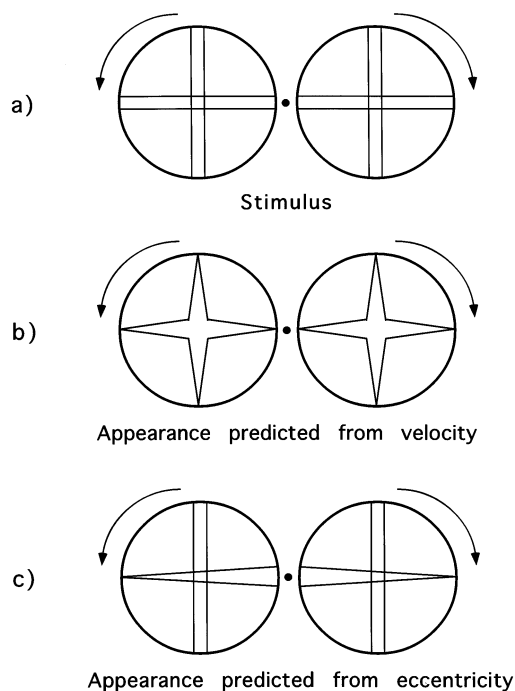 a)
Stimulus
b)
Appearance predicted from velocity
c)
Appearance predicted from eccentricity